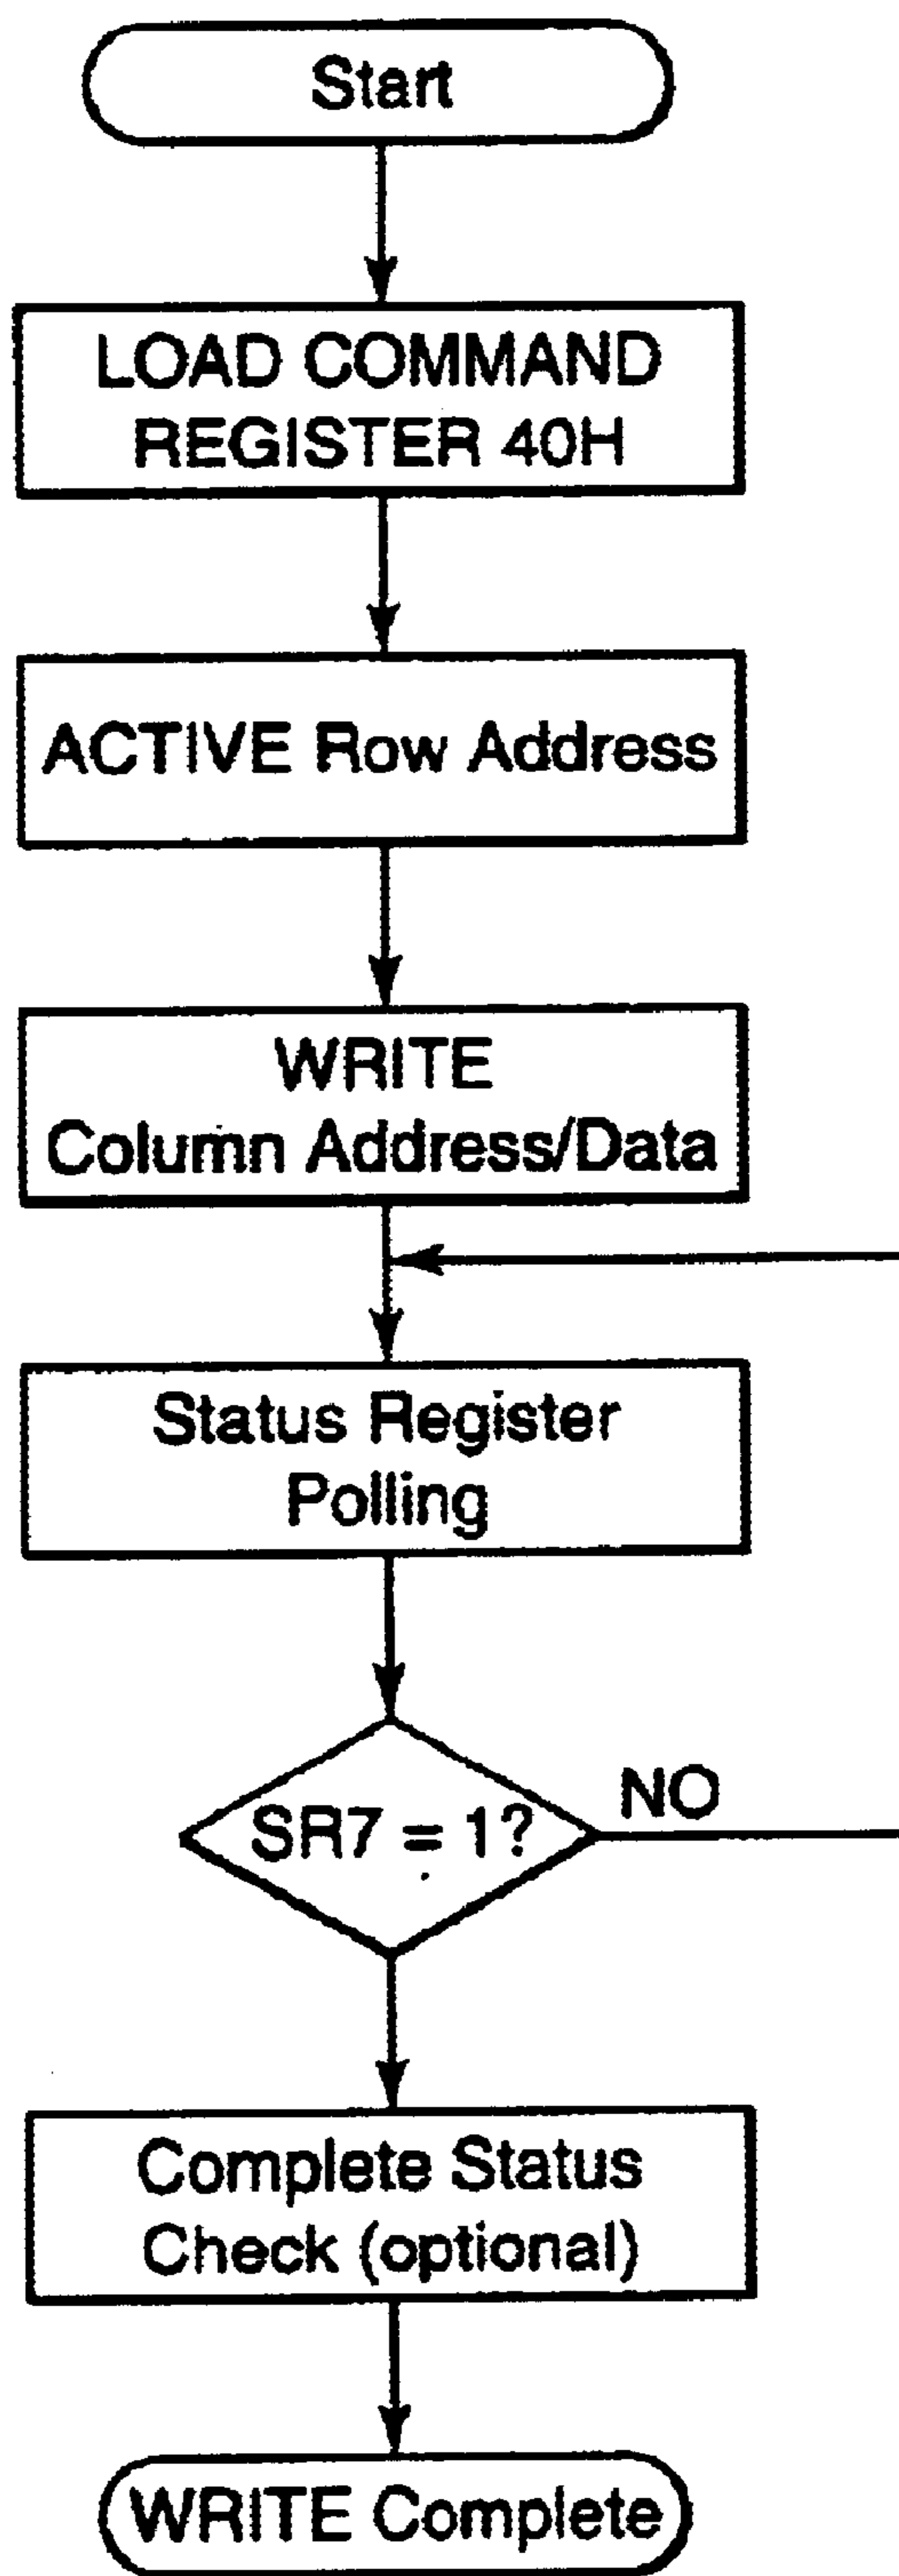 Start
LOAD COMMAND
REGISTER 40H
ACTIVE Row Address
WRITE
Column Address/Data
Status Register
Polling
SR7 = 1?
NO
Complete Status
Check (optional)
WRITE Complete